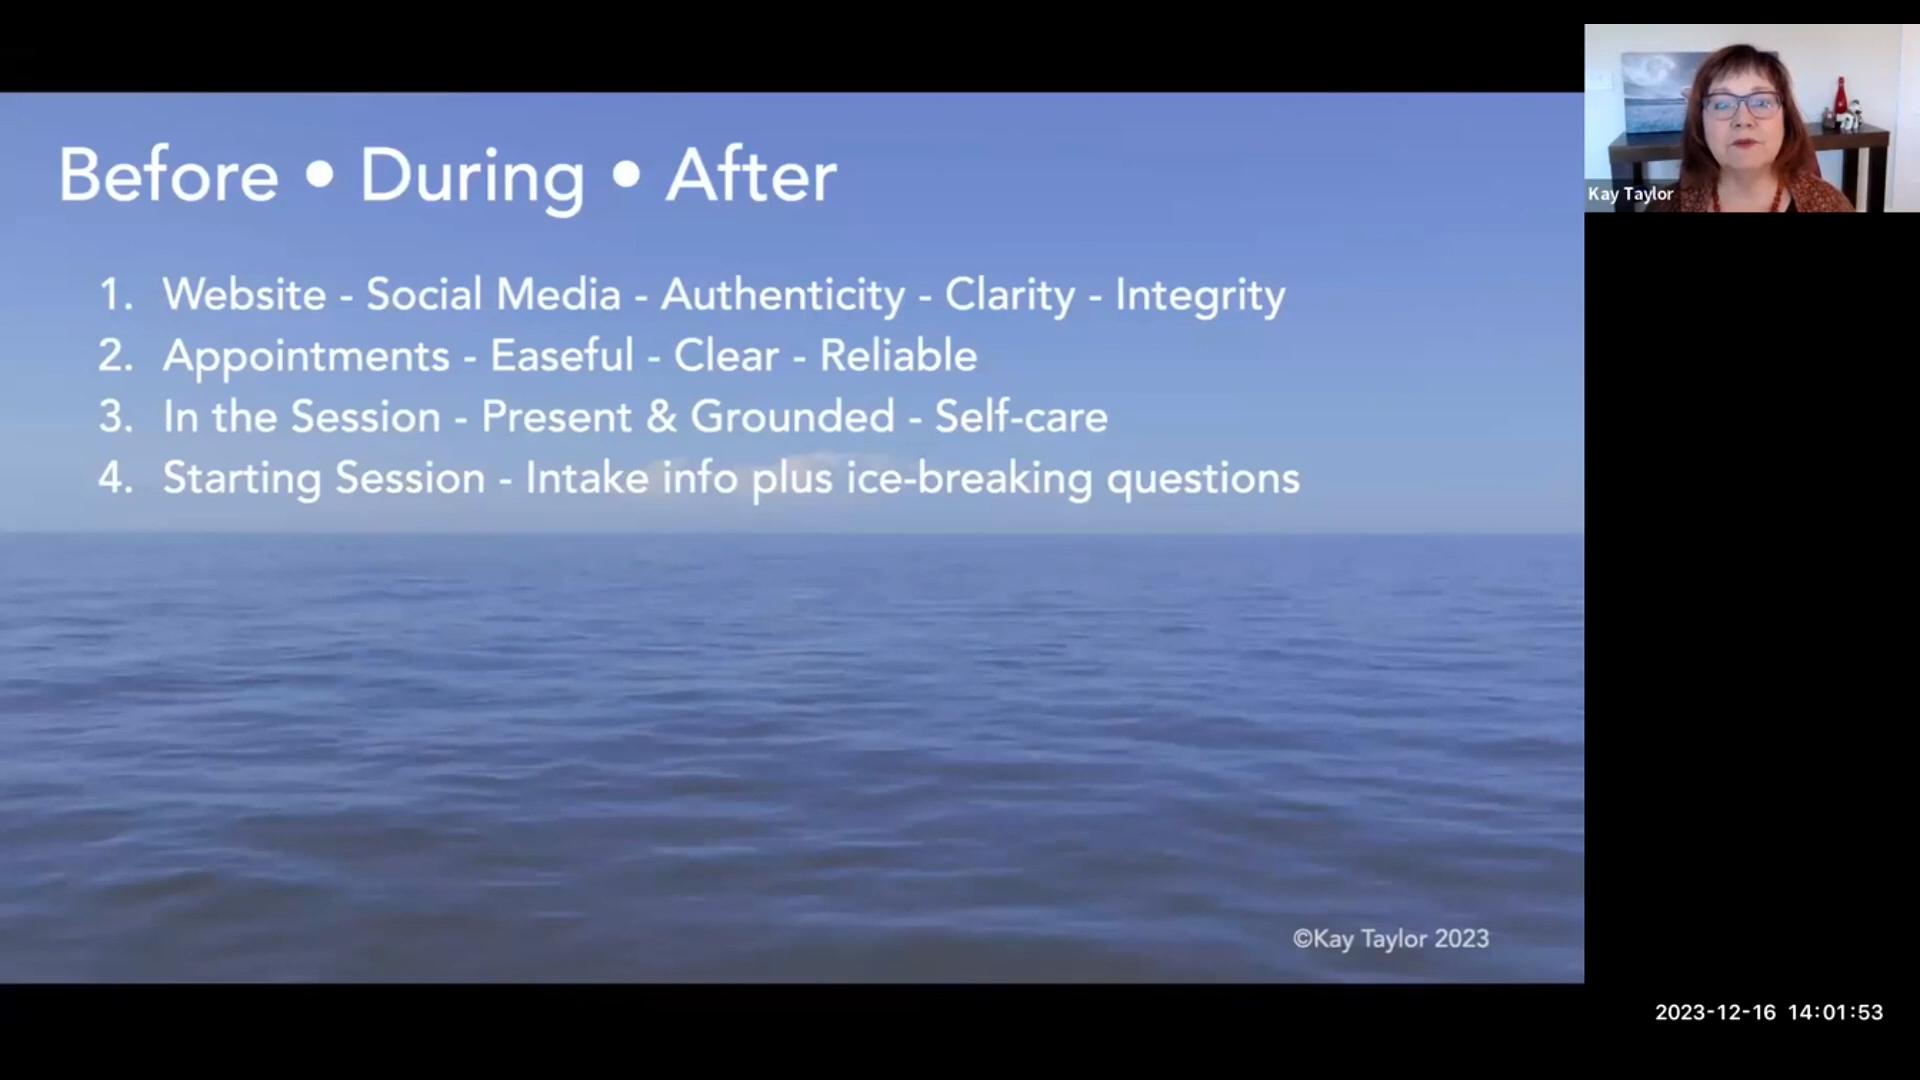 Before • During • After
1. Website - Social Media - Authenticity - Clarity - Integrity
2. Appointments - Easeful - Clear - Reliable
3. In the Session - Present & Grounded - Self-care
4. Starting Session - Intake info plus ice-breaking questions
©Kay Taylor 2023
Kay Taylor
2023-12-16 14:01:53